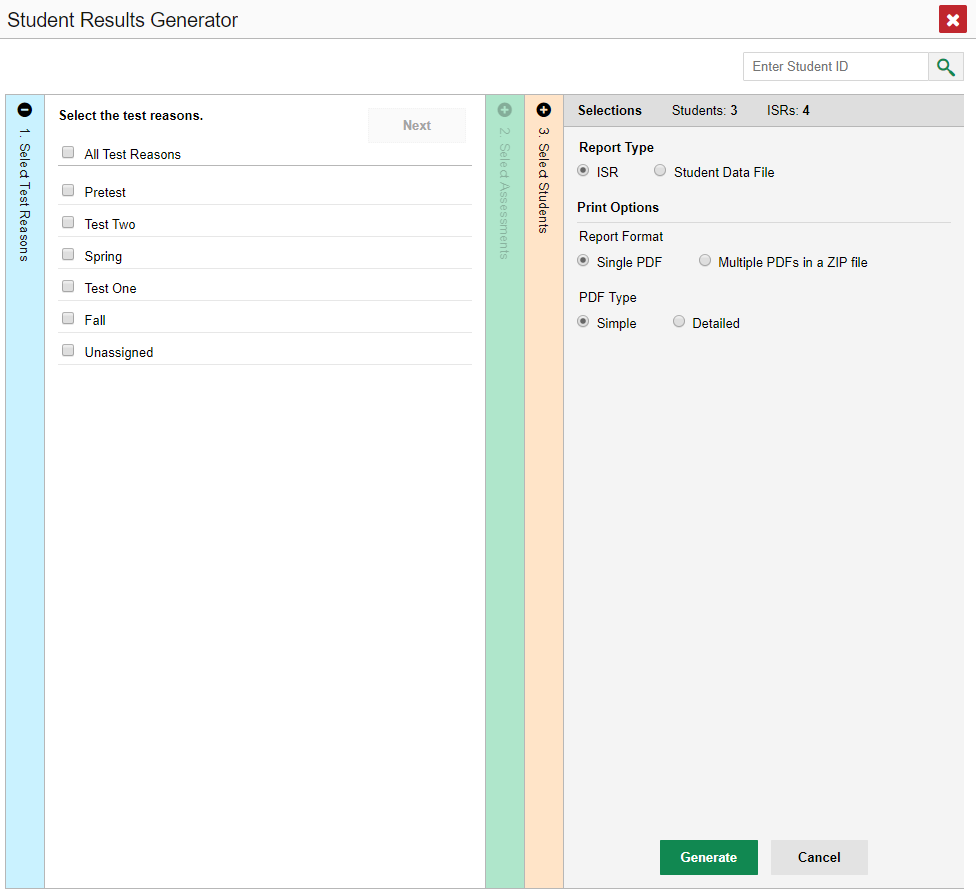 Student Results Generator
Enter Student ID
1. Select Test Reasons
Select the test reasons.
Next
All Test Reasons
Pretest
Test Two
Spring
Test One
Fall
Unassigned
2. Select Assessments
3. Select Students
Selections Students: 3 ISRs: 4
Report Type
ISR Student Data File
Print Options
Report Format
Single PDF Multiple PDFs in a ZIP file
PDF Type
Simple Detailed
Generate Cancel